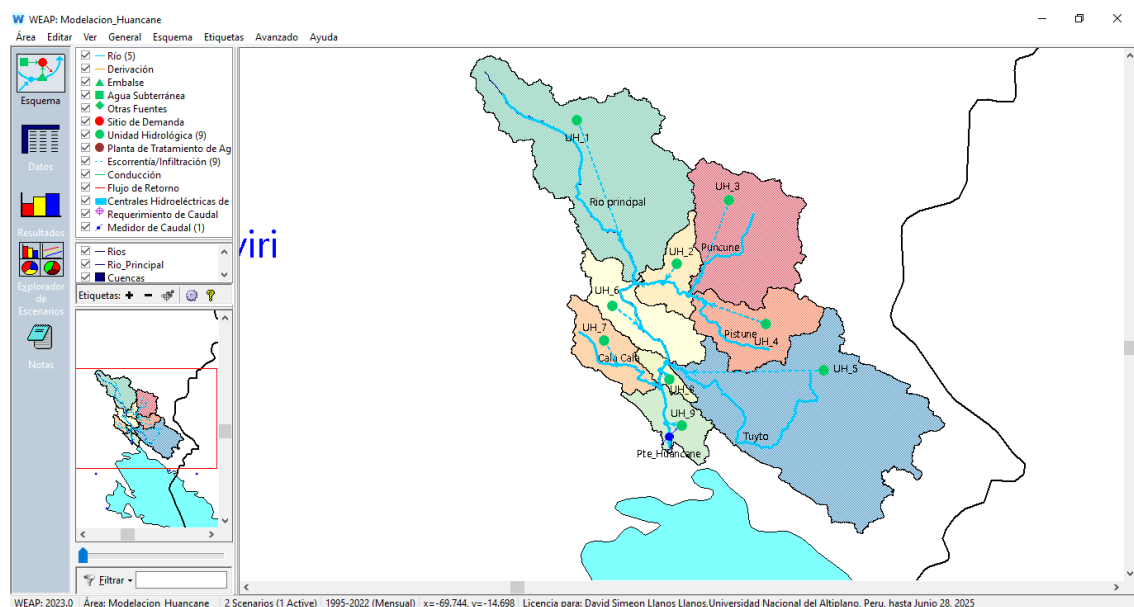 WEAP: Modelacion_Huancane
Área Editar Ver General Esquema Etiquetas Avanzado Ayuda
Esquema
Datos
Resultados
Explorador
de
Escenarios
Notas
Río (5)
Derivación
Embalse
Agua Subterránea
Otras Fuentes
Sitio de Demanda
Unidad Hidrológica (9)
Planta de Tratamiento de Ag
Escorrentía/Infiltración (9)
Conducción
Flujo de Retorno
Centrales Hidroeléctricas de
Requerimiento de Caudal
Medidor de Caudal (1)
Rios
Rio_Principal
Cuencas
Etiquetas:
Filtrar
viri
UH_1
Rio principal
UH_3
Puncune
UH_2
UH_6
UH_7
Cala Cala
Pistune
UH_4
UH_5
UH_8
UH_9
Tuyto
Pte_Huancane
WEAP: 2023.0 Área: Modelacion_Huancane 2 Scenarios (1 Active) 1995-2022 (Mensual) x=-69.744, y=-14.698 Licencia para: David Simeon Llanos Llanos,Universidad Nacional del Altiplano, Peru, hasta Junio 28, 2025